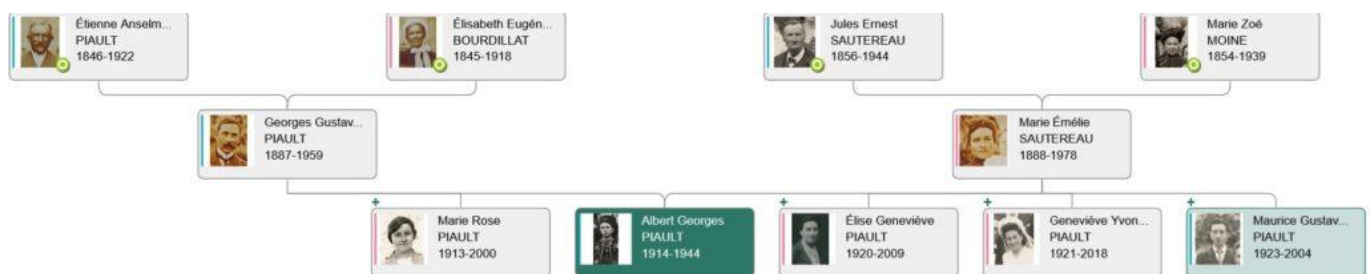 Étienne Anselm...
PIAULT
1846-1922
Élisabeth Eugén...
BOURDILLAT
1845-1918
Jules Ernest
SAUTEREAU
1856-1944
Marie Zoé
MOINE
1854-1939
Georges Gustav...
PIAULT
1887-1959
Marie Émélie
SAUTEREAU
1888-1978
Marie Rose
PIAULT
1913-2000
Albert Georges
PIAULT
1914-1944
Élise Geneviève
PIAULT
1920-2009
Geneviève Yvon...
PIAULT
1921-2018
Maurice Gustav...
PIAULT
1923-2004